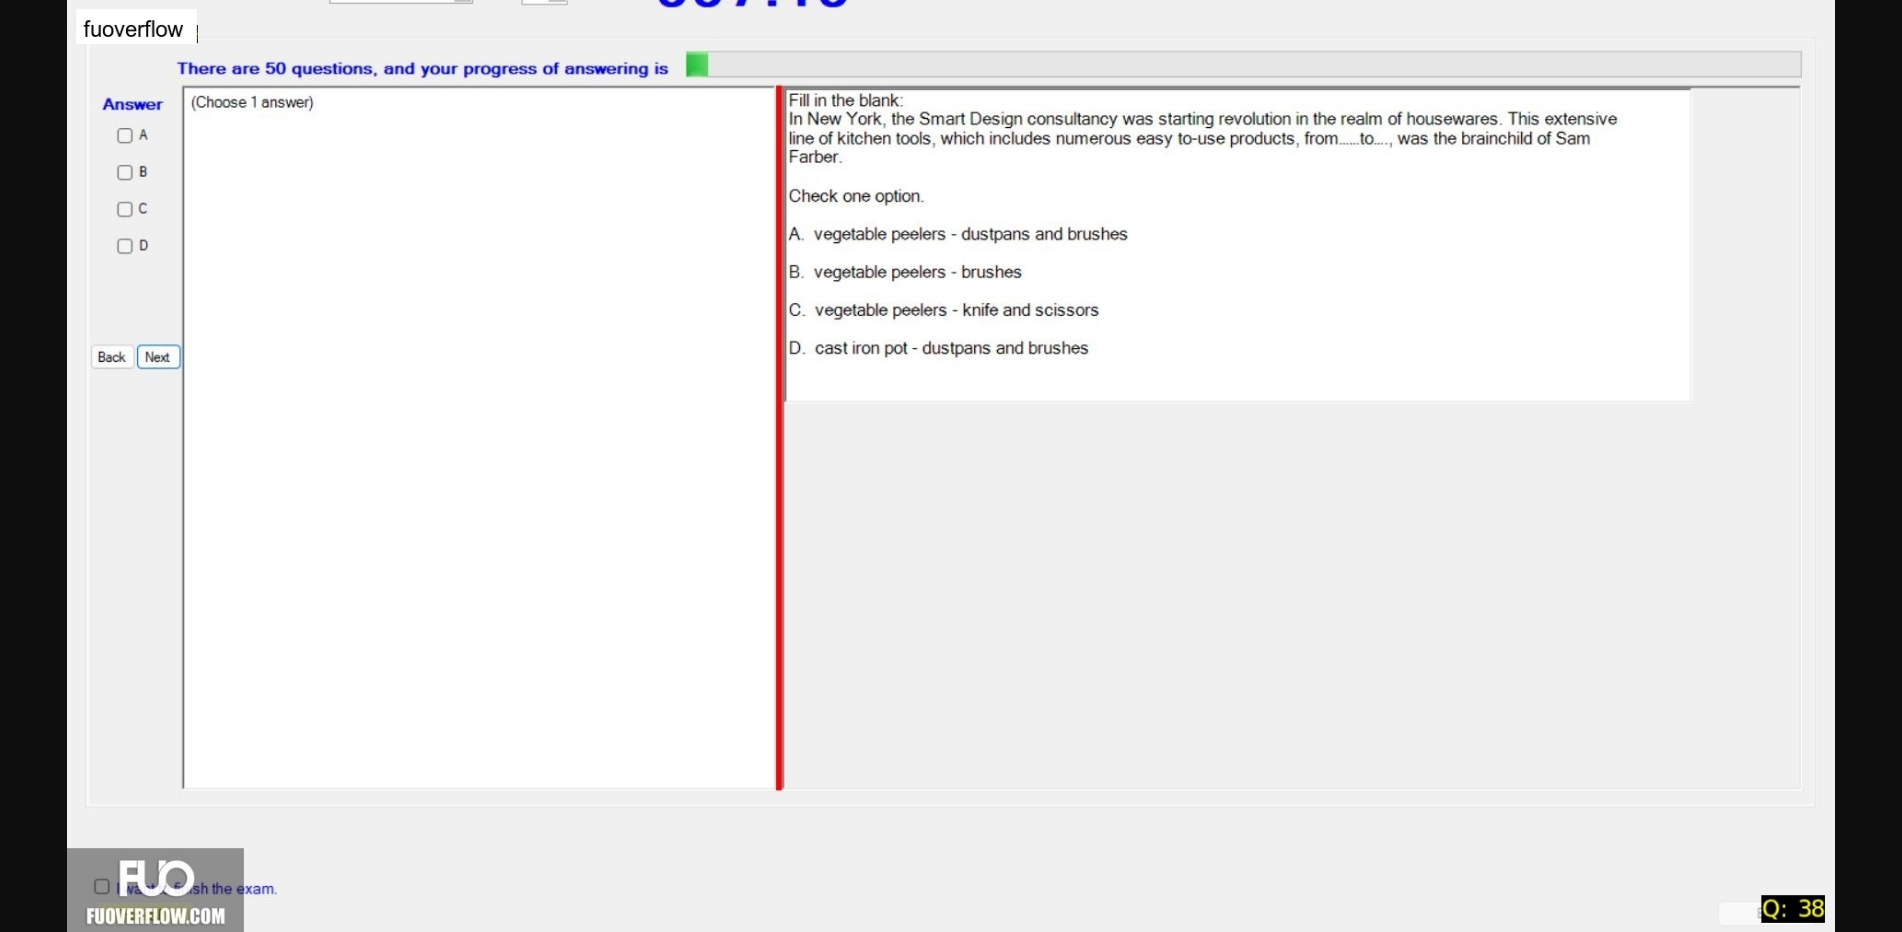 fuoverflow
There are 50 questions, and your progress of answering is
Answer
(Choose 1 answer)
A
B
C
D
Back
Next
Fill in the blank:
In New York, the Smart Design consultancy was starting revolution in the realm of housewares. This extensive
line of kitchen tools, which includes numerous easy to-use products, from......to...., was the brainchild of Sam
Farber.
Check one option.
A. vegetable peelers - dustpans and brushes
B. vegetable peelers - brushes
C. vegetable peelers - knife and scissors
D. cast iron pot - dustpans and brushes
the exam.
FUO
FUOVERFLOW.COM
Q: 38